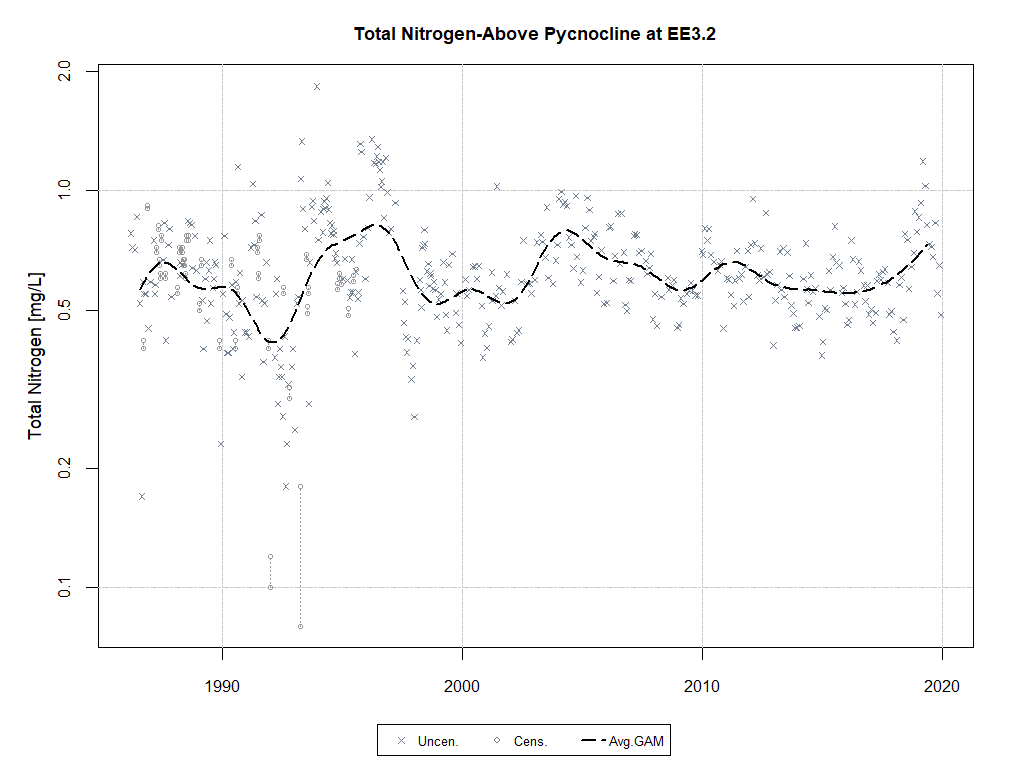 Total Nitrogen-Above Pycnocline at EE3.2
Total Nitrogen [mg/L]
2.0
1.0
0.5
0.2
0.1
1990 2000 2010 2020
Uncen. Cens. Avg.GAM